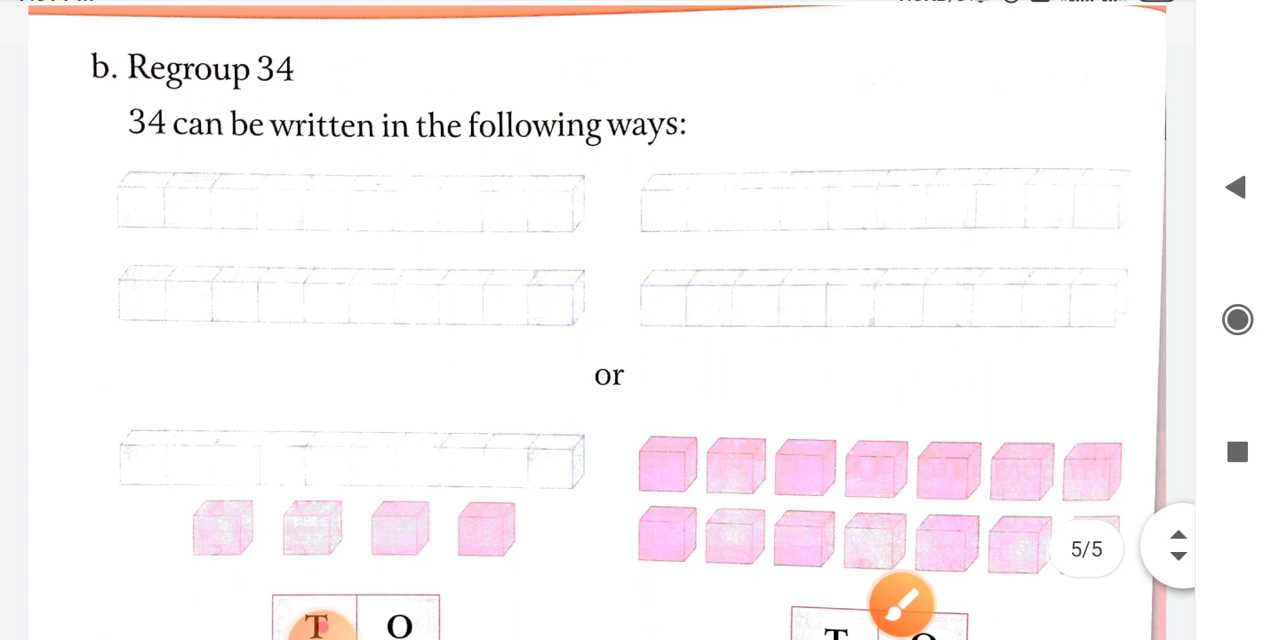 b. Regroup 34
34 can be written in the following ways:
or
5/5
T O
T O